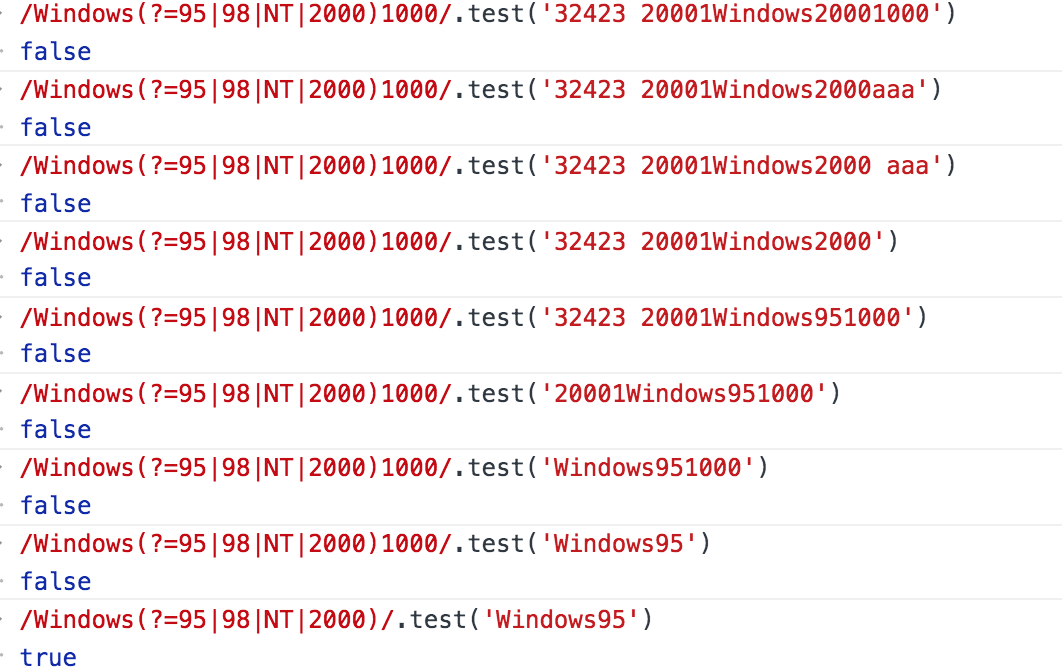 /Windows(?=95|98|NT|2000)1000/.test('32423 20001Windows20001000')
false
/Windows(?=95|98|NT|2000)1000/.test('32423 20001Windows2000aaa')
false
/Windows(?=95|98|NT|2000)1000/.test('32423 20001Windows2000 aaa')
false
/Windows(?=95|98|NT|2000)1000/.test('32423 20001Windows2000')
false
/Windows(?=95|98|NT|2000)1000/.test('32423 20001Windows951000')
false
/Windows(?=95|98|NT|2000)1000/.test('20001Windows951000')
false
/Windows(?=95|98|NT|2000)1000/.test('Windows951000')
false
/Windows(?=95|98|NT|2000)1000/.test('Windows95')
false
/Windows(?=95|98|NT|2000)/.test('Windows95')
true